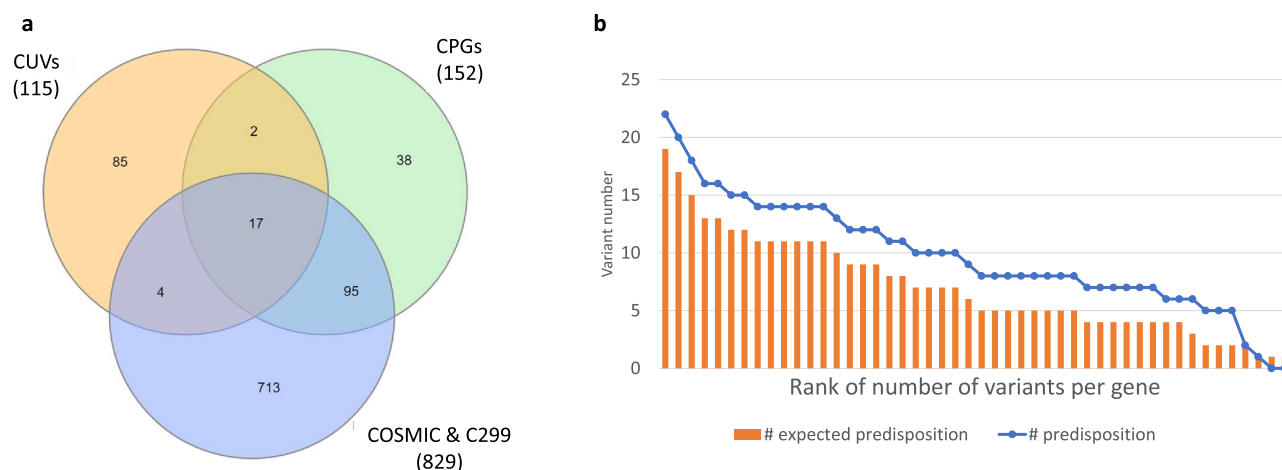 a
CUVs
(115)
CPGs
(152)
2
85
38
17
4
95
713
COSMIC & C299
(829)
b
25
20
15
10
5
0
Variant number
Rank of number of variants per gene
# expected predisposition
# predisposition